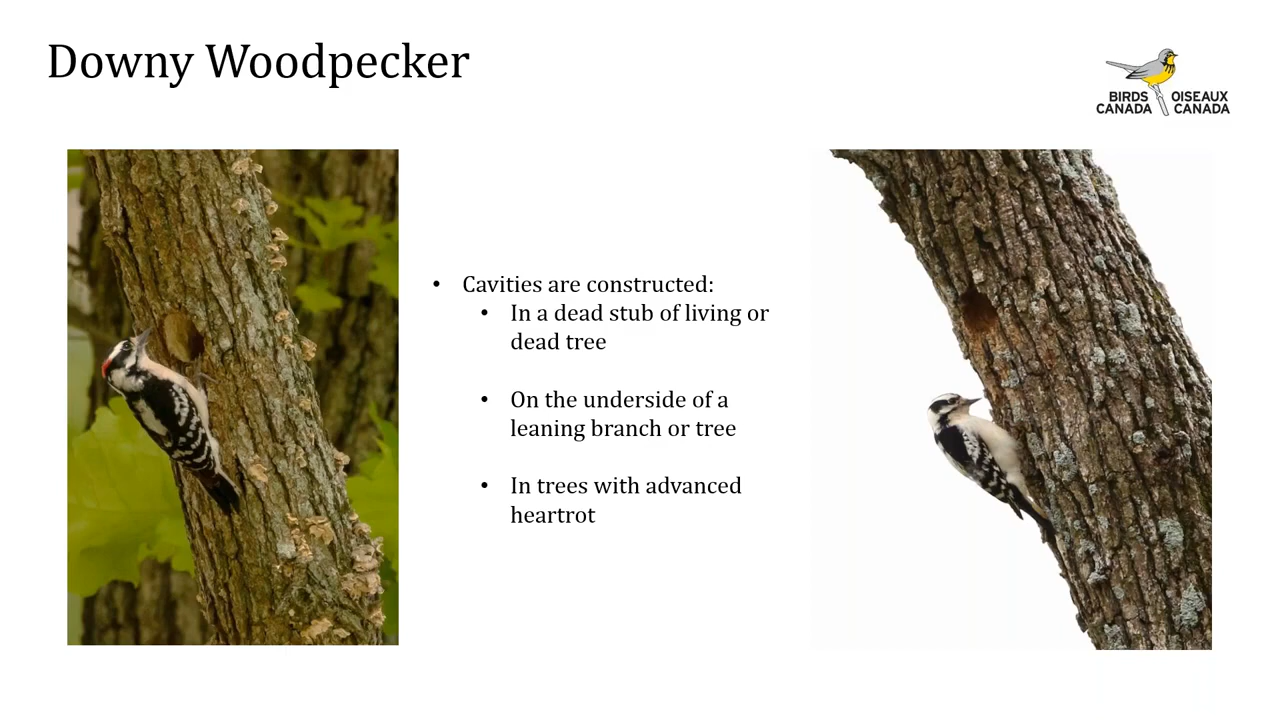 Downy Woodpecker
BIRDS OISEAUX
CANADA CANADA
• Cavities are constructed:
• In a dead stub of living or
dead tree
• On the underside of a
leaning branch or tree
• In trees with advanced
heartrot